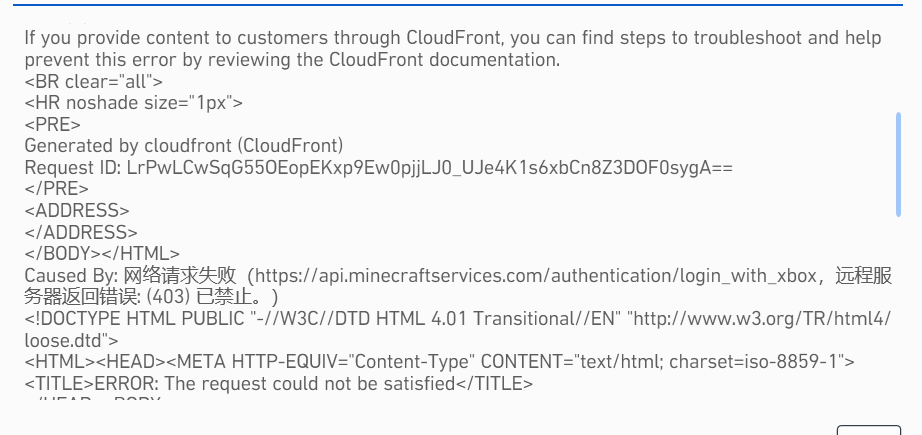 If you provide content to customers through CloudFront, you can find steps to troubleshoot and help
prevent this error by reviewing the CloudFront documentation.
<BR clear="all">
<HR noshade size="1px">
<PRE>
Generated by cloudfront (CloudFront)
Request ID: LrPwLCwSqG55OEopEKxp9Ew0pjjLJ0_UJe4K1s6xbCn8Z3DOF0sygA==
</PRE>
<ADDRESS>
</ADDRESS>
</BODY></HTML>
Caused By: 网络请求失败（https://api.minecraftservices.com/authentication/login_with_xbox，远程服
务器返回错误: (403) 已禁止。）
<!DOCTYPE HTML PUBLIC "-//W3C//DTD HTML 4.01 Transitional//EN" "http://www.w3.org/TR/html4/
loose.dtd">
<HTML><HEAD><META HTTP-EQUIV="Content-Type" CONTENT="text/html; charset=iso-8859-1">
<TITLE>ERROR: The request could not be satisfied</TITLE>